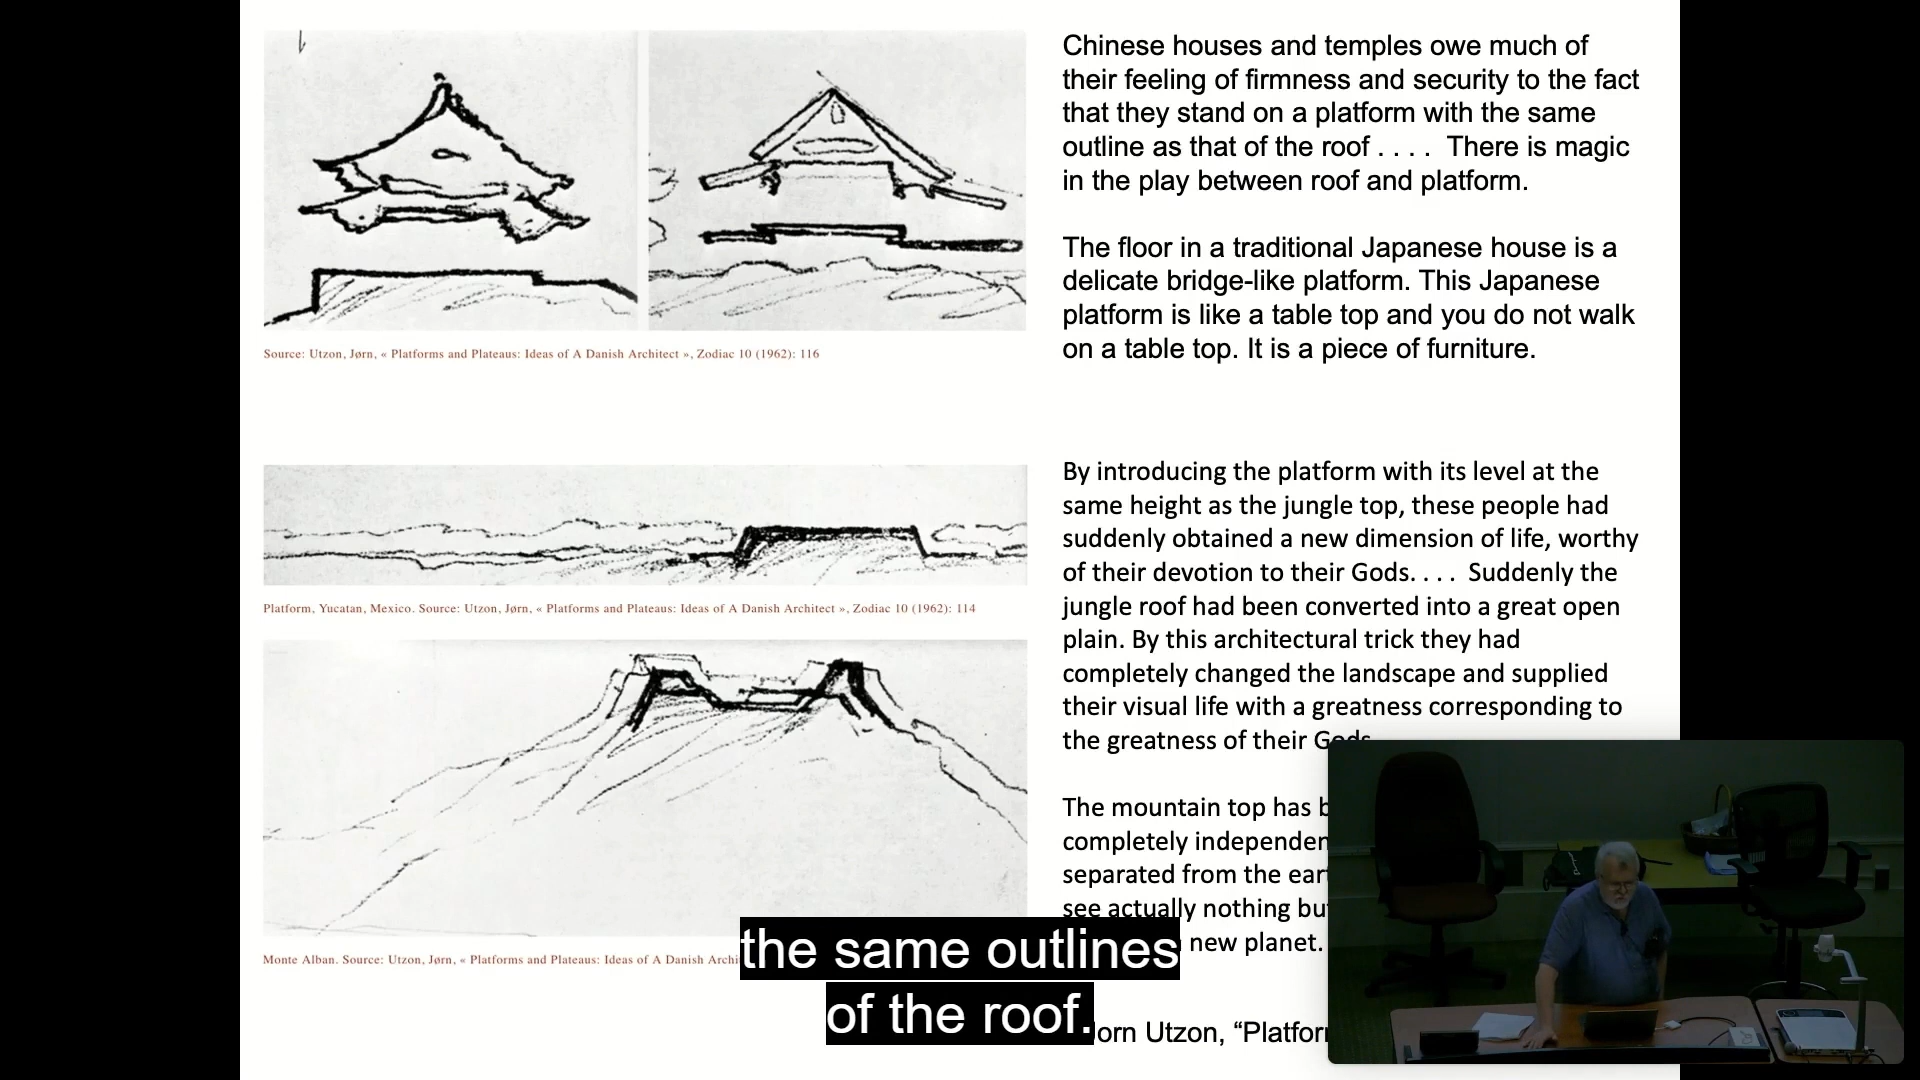 Chinese houses and temples owe much of
their feeling of firmness and security to the fact
that they stand on a platform with the same
outline as that of the roof . . . .  There is magic
in the play between roof and platform.
The floor in a traditional Japanese house is a
delicate bridge-like platform. This Japanese
platform is like a table top and you do not walk
on a table top. It is a piece of furniture.
Source: Utzon, Jørn, « Platforms and Plateaus: Ideas of A Danish Architect », Zodiac 10 (1962): 116
By introducing the platform with its level at the
same height as the jungle top, these people had
suddenly obtained a new dimension of life, worthy
of their devotion to their Gods. . . .  Suddenly the
jungle roof had been converted into a great open
plain. By this architectural trick they had
completely changed the landscape and supplied
their visual life with a greatness corresponding to
the greatness of their Gods
Platform, Yucatan, Mexico. Source: Utzon, Jørn, « Platforms and Plateaus: Ideas of A Danish Architect », Zodiac 10 (1962): 114
The mountain top has
completely independen
separated from the ear
see actually nothing bu
new planet.
Monte Alban. Source: Utzon, Jørn, « Platforms and Plateaus: Ideas of A Danish Archi
the same outlines
of the roof.
orn Utzon, “Platfor